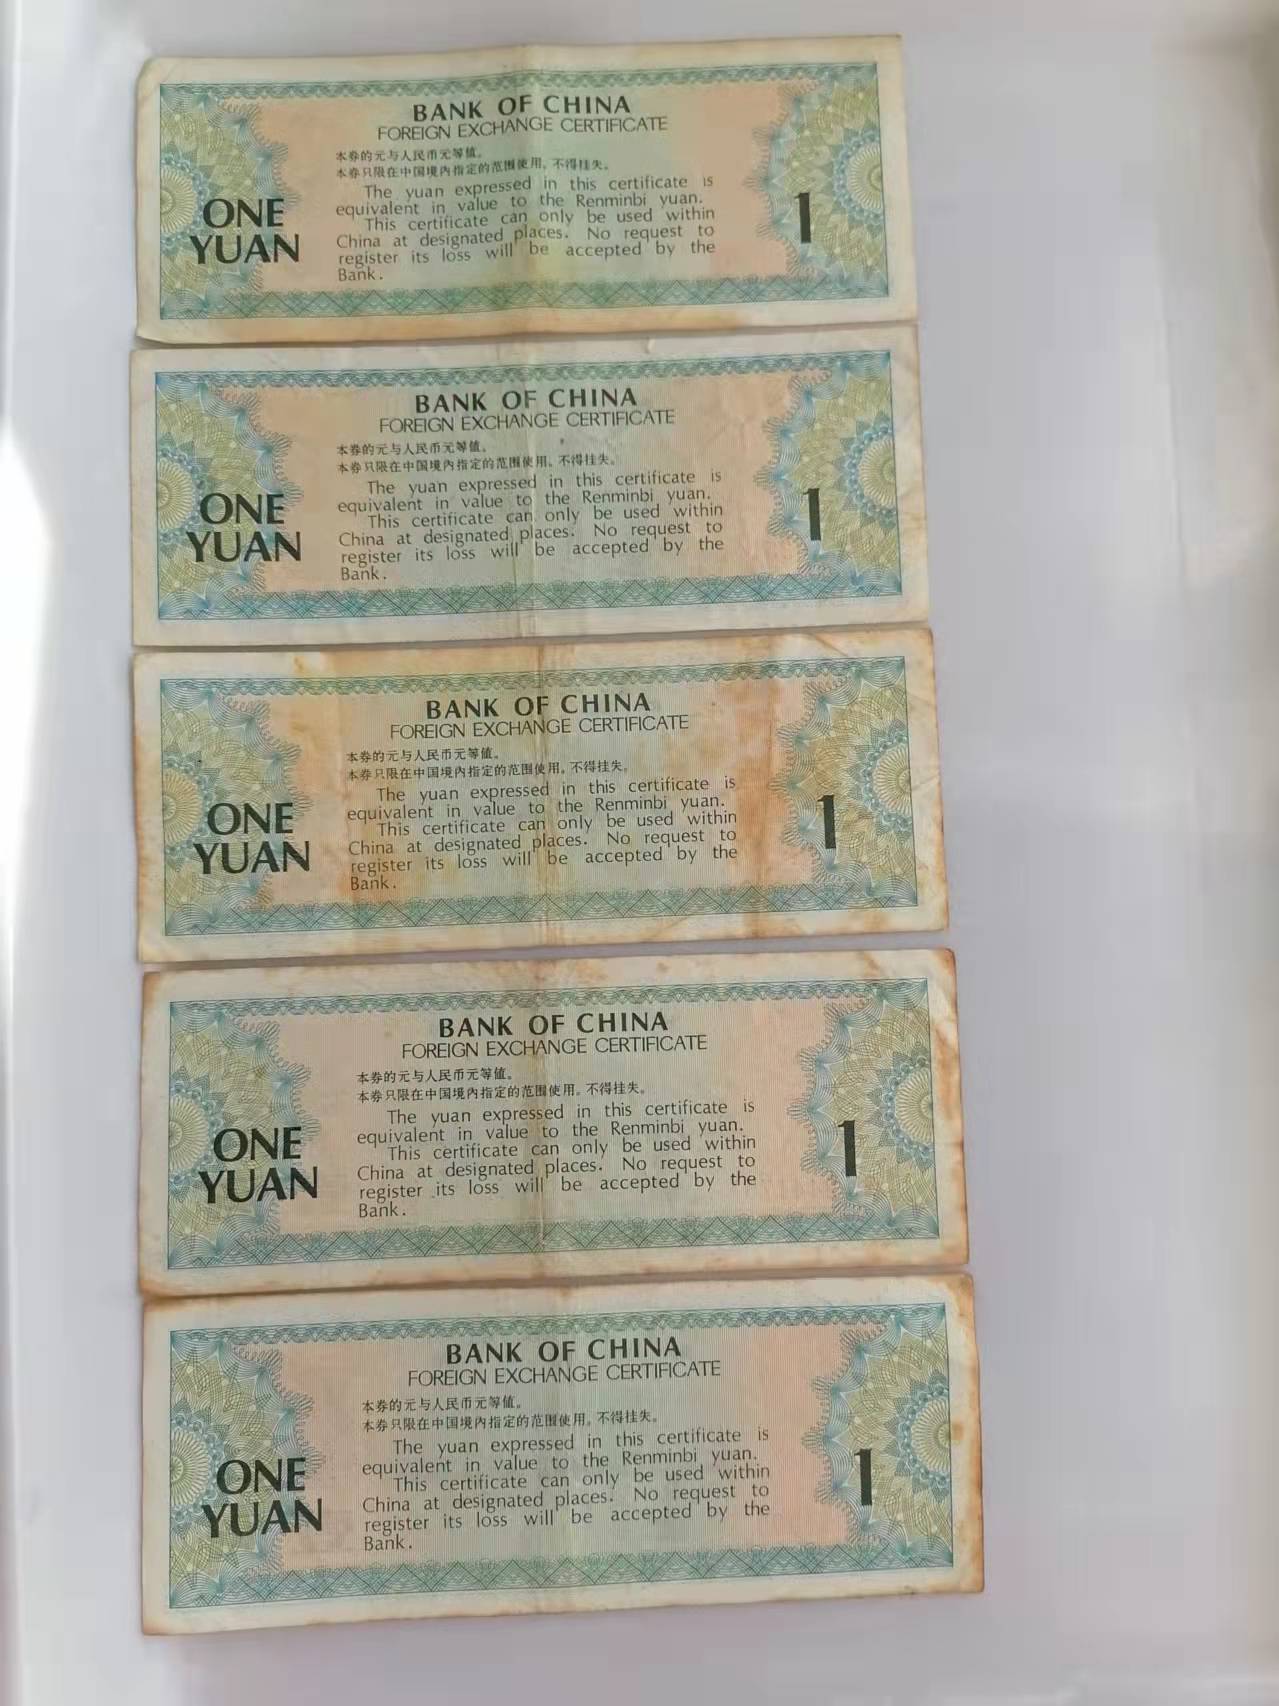 BANK OF CHINA
FOREIGN EXCHANGE CERTIFICATE
本券的元与人民币元等值。
本券只限在中国境内指定的范围使用，不得挂失。
The yuan expressed in this certificate is
equivalent in value to the Renminbi yuan.
This certificate can only be used within
China at designated places. No request to
register its loss will be accepted by the
Bank.
ONE
YUAN
1
BANK OF CHINA
FOREIGN EXCHANGE CERTIFICATE
本券的元与人民币元等值。
本券只限在中国境内指定的范围使用，不得挂失。
The yuan expressed in this certificate is
equivalent in value to the Renminbi yuan.
This certificate can only be used within
China at designated places. No request to
register its loss will be accepted by the
Bank.
ONE
YUAN
1
BANK OF CHINA
FOREIGN EXCHANGE CERTIFICATE
本券的元与人民币元等值。
本券只限在中国境内指定的范围使用，不得挂失。
The yuan expressed in this certificate is
equivalent in value to the Renminbi yuan.
This certificate can only be used within
China at designated places. No request to
register its loss will be accepted by the
Bank.
ONE
YUAN
1
BANK OF CHINA
FOREIGN EXCHANGE CERTIFICATE
本券的元与人民币元等值。
本券只限在中国境内指定的范围使用，不得挂失。
The yuan expressed in this certificate is
equivalent in value to the Renminbi yuan.
This certificate can only be used within
China at designated places. No request to
register its loss will be accepted by the
Bank.
ONE
YUAN
1
BANK OF CHINA
FOREIGN EXCHANGE CERTIFICATE
本券的元与人民币元等值。
本券只限在中国境内指定的范围使用，不得挂失。
The yuan expressed in this certificate is
equivalent in value to the Renminbi yuan.
This certificate can only be used within
China at designated places. No request to
register its loss will be accepted by the
Bank.
ONE
YUAN
1